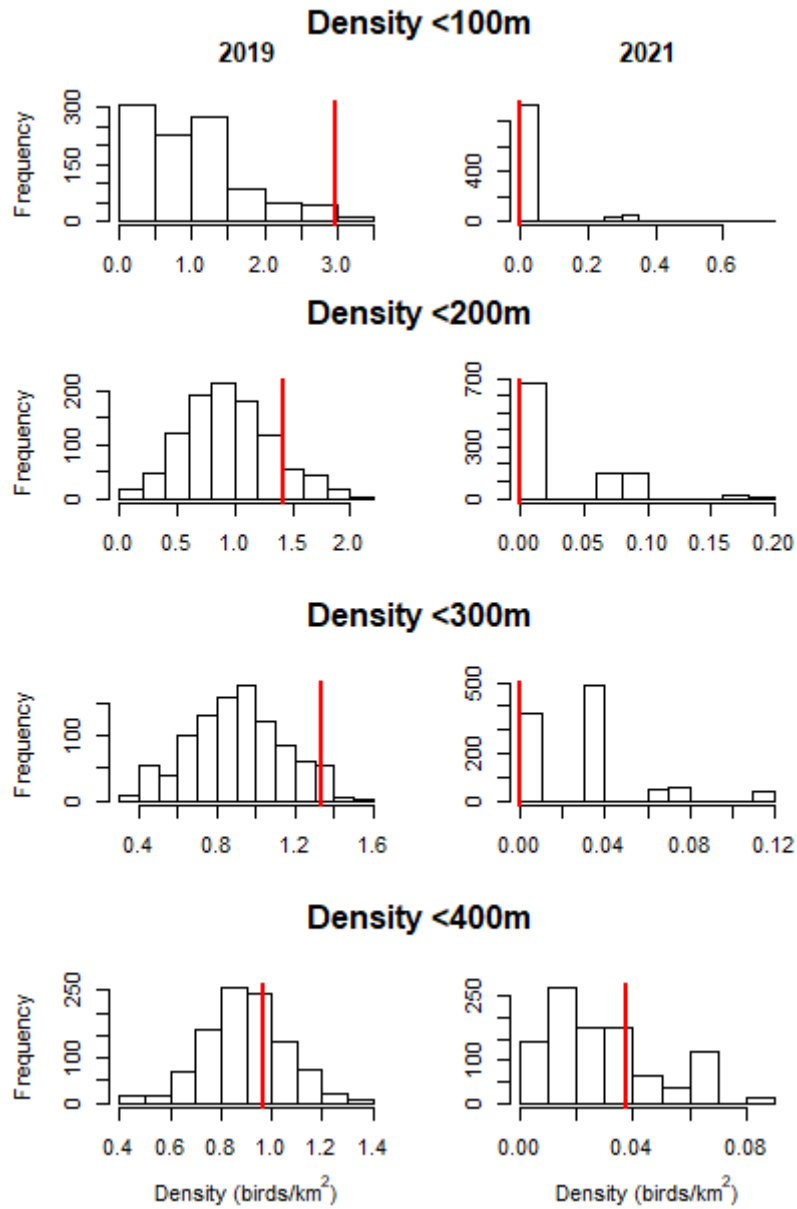 Density <100m
2019 2021
Frequency
300
150
0
0.0 1.0 2.0 3.0
400
0
0.0 0.2 0.4 0.6
Density <200m
Frequency
200
100
0
0.0 0.5 1.0 1.5 2.0
700
300
0
0.00 0.05 0.10 0.15 0.20
Density <300m
Frequency
100
0
0.4 0.8 1.2 1.6
500
200
0
0.00 0.04 0.08 0.12
Density <400m
Frequency
250
100
0
0.4 0.6 0.8 1.0 1.2 1.4
Density (birds/km²)
250
100
0
0.00 0.04 0.08
Density (birds/km²)